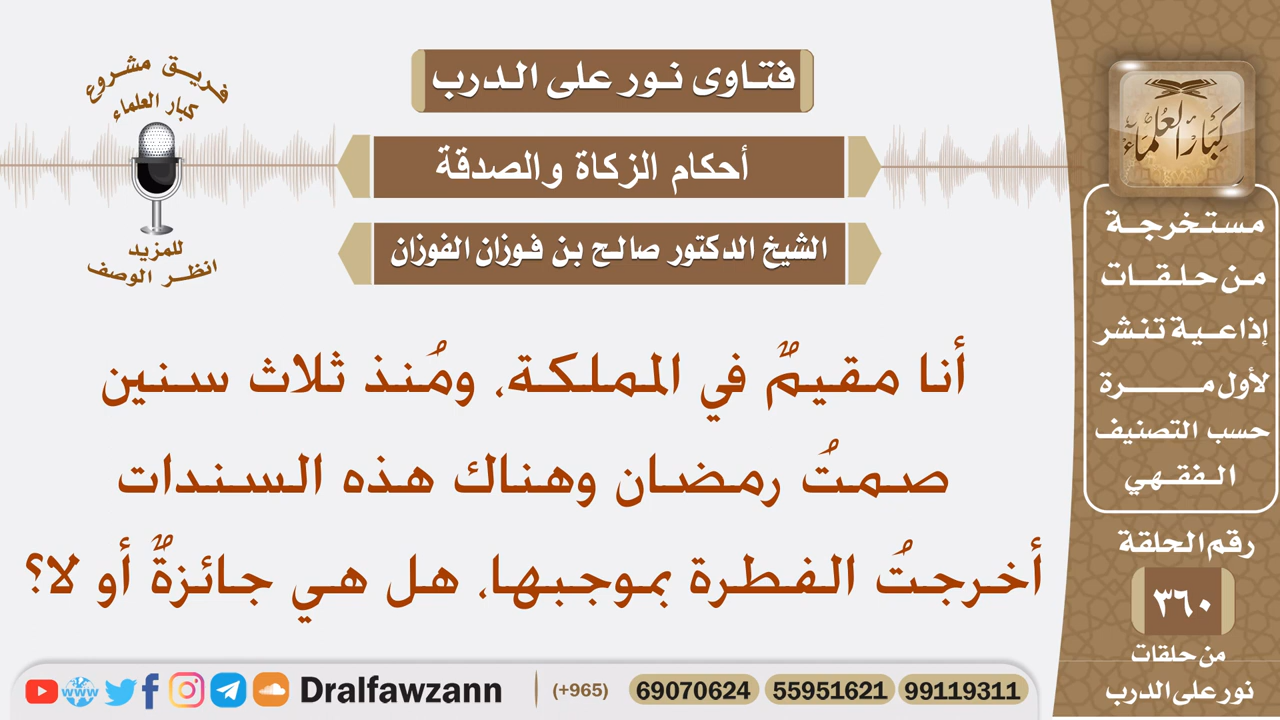 فتاوى نور على الدرب
أحكام الزكاة والصدقة
الشيخ الدكتور صالح بن فوزان الفوزان
فريق مشروع
كبار العلماء
للمزيد
انظر الوصف
أنا مقيمٌ في المملكة، ومُنذ ثلاث سنين
صمتُ رمضان وهناك هذه السندات
أخرجتُ الفطرة بموجبها، هل هي جائزةٌ أو لا؟
كبار العلماء
مستخرجة
من حلقات
إذاعية تنشر
لأول مرة
حسب التصنيف
الفقهي
رقم الحلقة
٣٦٠
من حلقات
نور على الدرب
www Dralfawzann (+965) 69070624 55951621 99119311